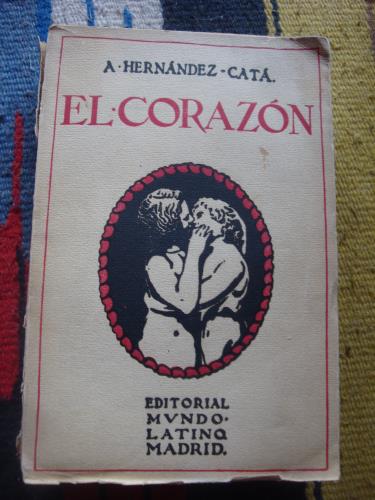 A·HERNÁNDEZ-CATÁ.
EL·CORAZÓN
EDITORIAL
MVNDO·
LATINO
MADRID.